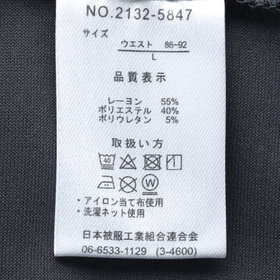 NO.2132-5847
サイズ
ウエスト 86-92
L
品質表示
レーヨン 55%
ポリエステル 40%
ポリウレタン 5%
取扱い方
40
・アイロン当て布使用
・洗濯ネット使用
日本被服工業組合連合会
06-6533-1129 (3-4600)